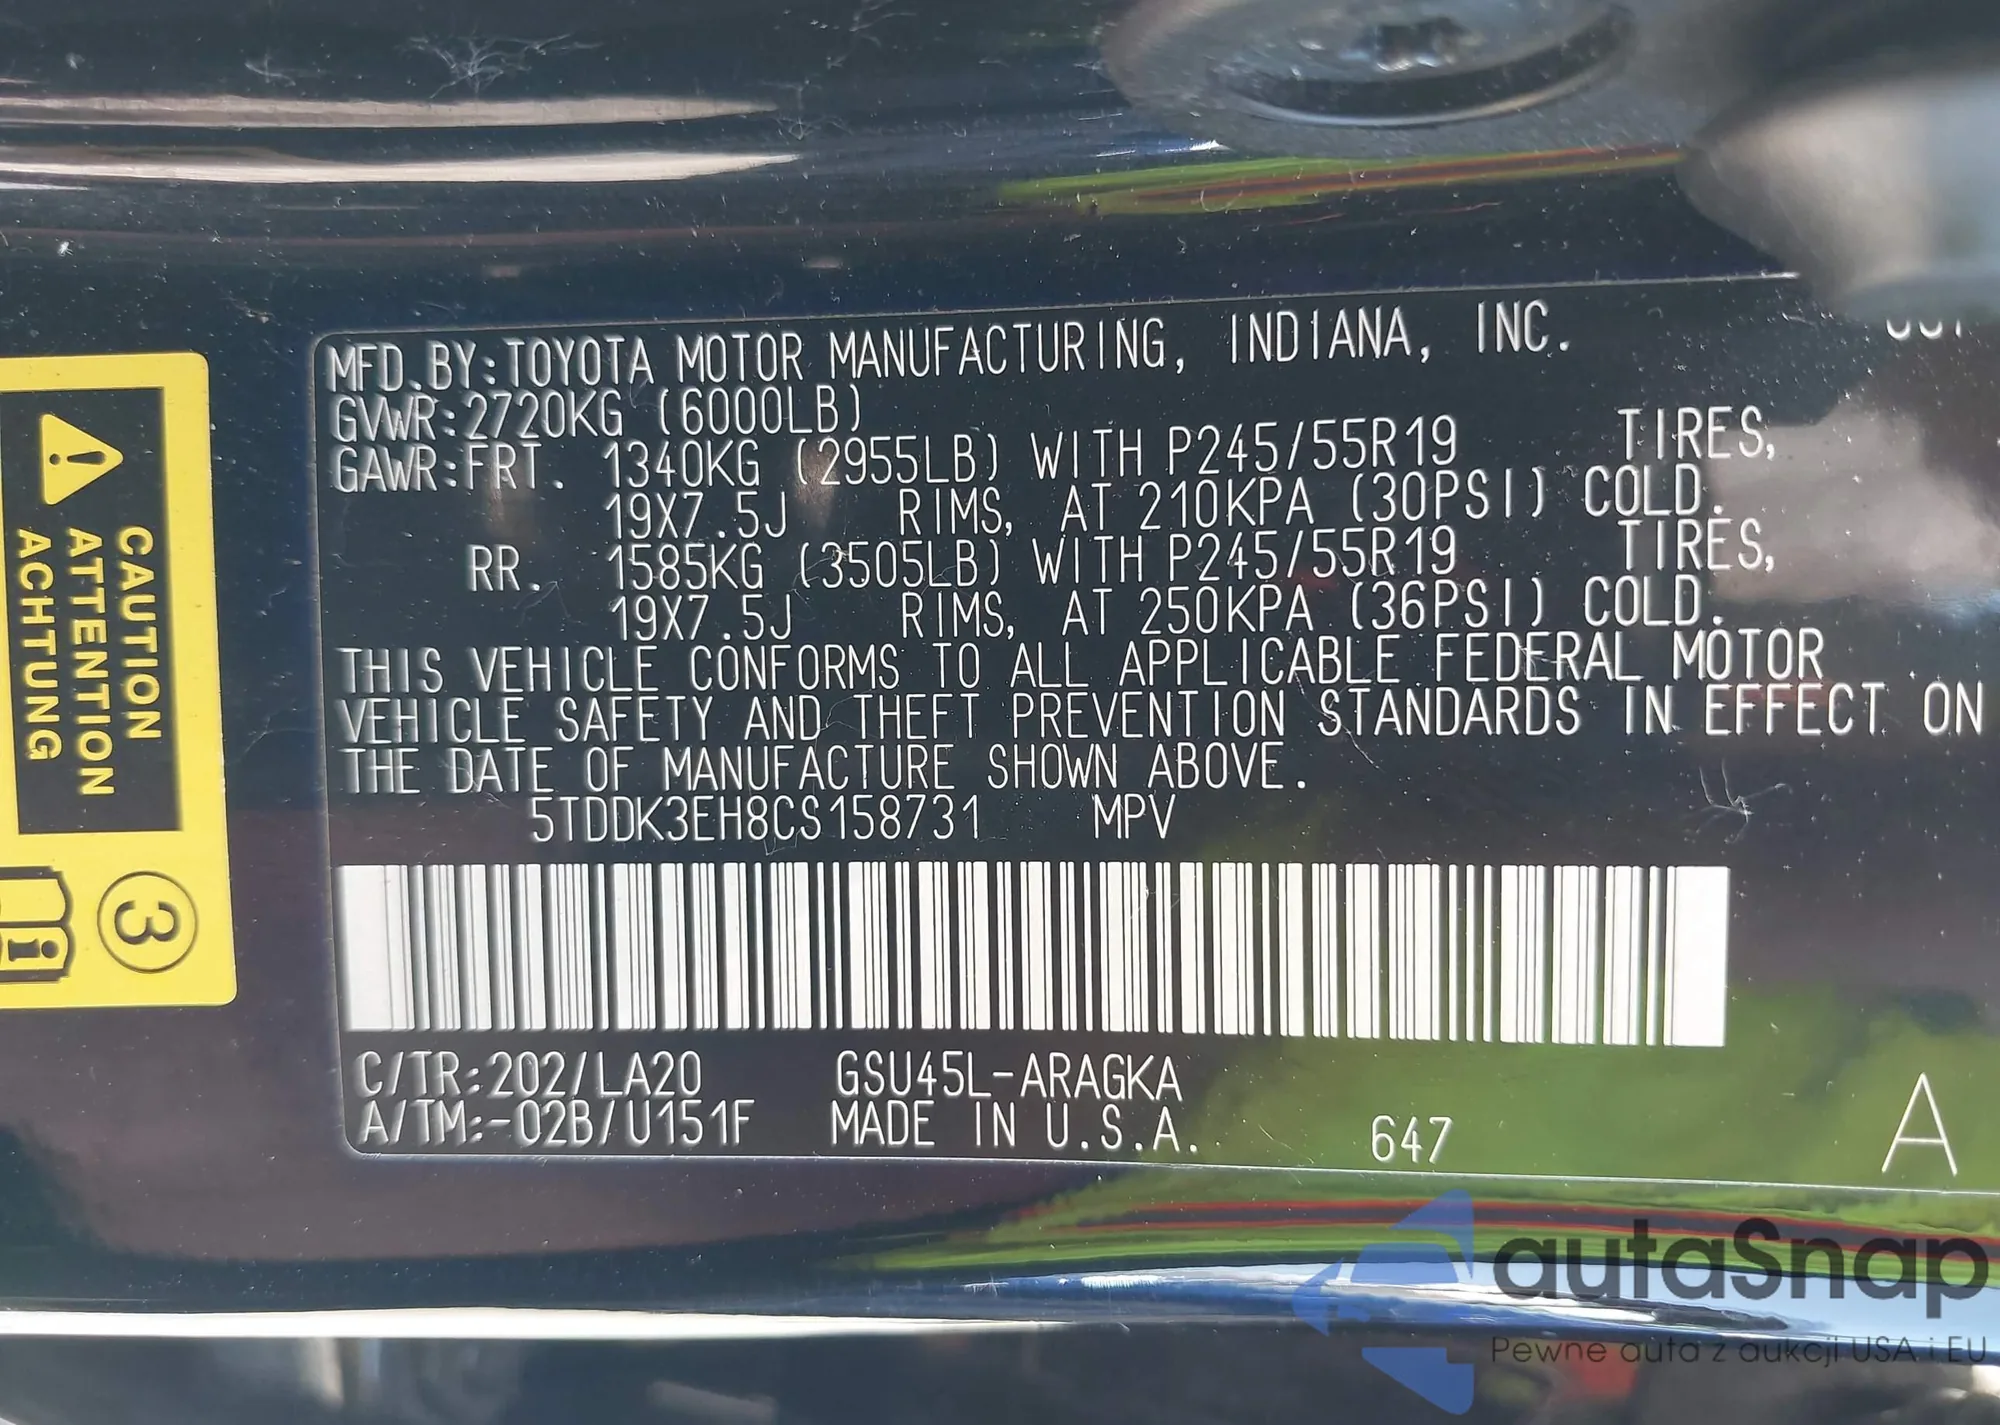 MFD.BY:TOYOTA MOTOR MANUFACTURING, INDIANA, INC.
GVWR:2720KG (6000LB)
GAWR:FRT. 1340KG (2955LB) WITH P245/55R19 TIRES,
19X7.5J RIMS, AT 210KPA (30PSI) COLD.
RR. 1585KG (3505LB) WITH P245/55R19 TIRES,
19X7.5J RIMS, AT 250KPA (36PSI) COLD.
THIS VEHICLE CONFORMS TO ALL APPLICABLE FEDERAL MOTOR
VEHICLE SAFETY AND THEFT PREVENTION STANDARDS IN EFFECT ON
THE DATE OF MANUFACTURE SHOWN ABOVE.
5TDDK3EH8CS158731 MPV
C/TR:202/LA20 GSU45L-ARAGKA
A/TM:-02B/U151F MADE IN U.S.A. 647 A
CAUTION
ATTENTION
ACHTUNG
3
i
autaSnap
Pewne auta z aukcji USA i EU